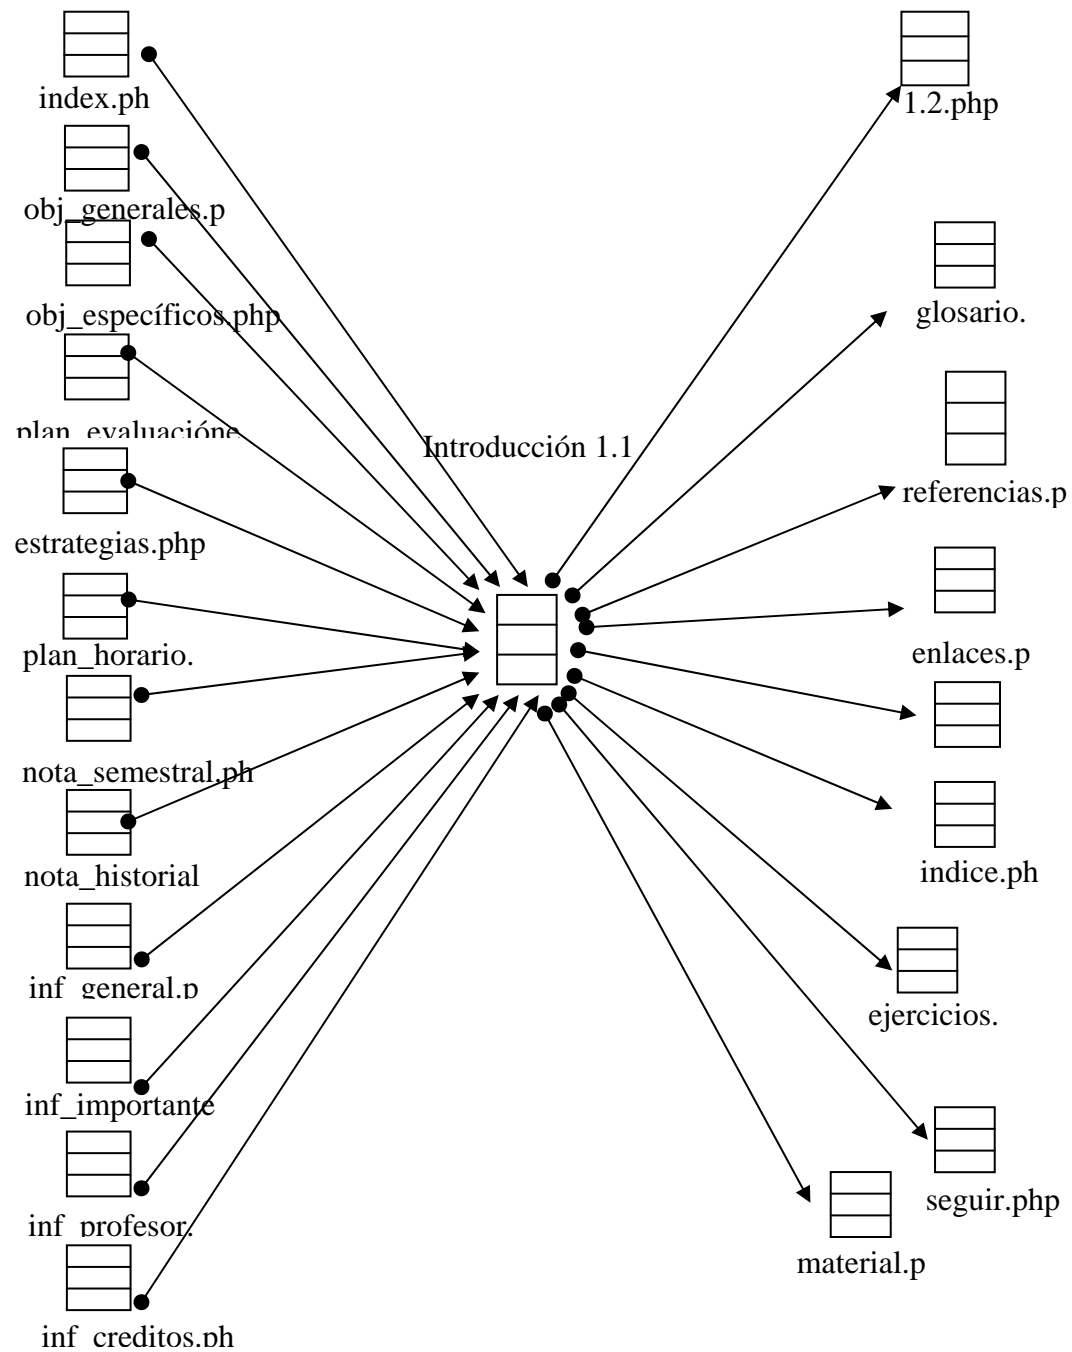 index.ph
obj_generales.p
obj_específicos.php
plan_evaluacióne
estrategias.php
plan_horario.
nota_semestral.ph
nota_historial
inf_general.p
inf_importante
inf_profesor.
inf_creditos.ph
Introducción 1.1
1.2.php
glosario.
referencias.p
enlaces.p
indice.ph
ejercicios.
seguir.php
material.p